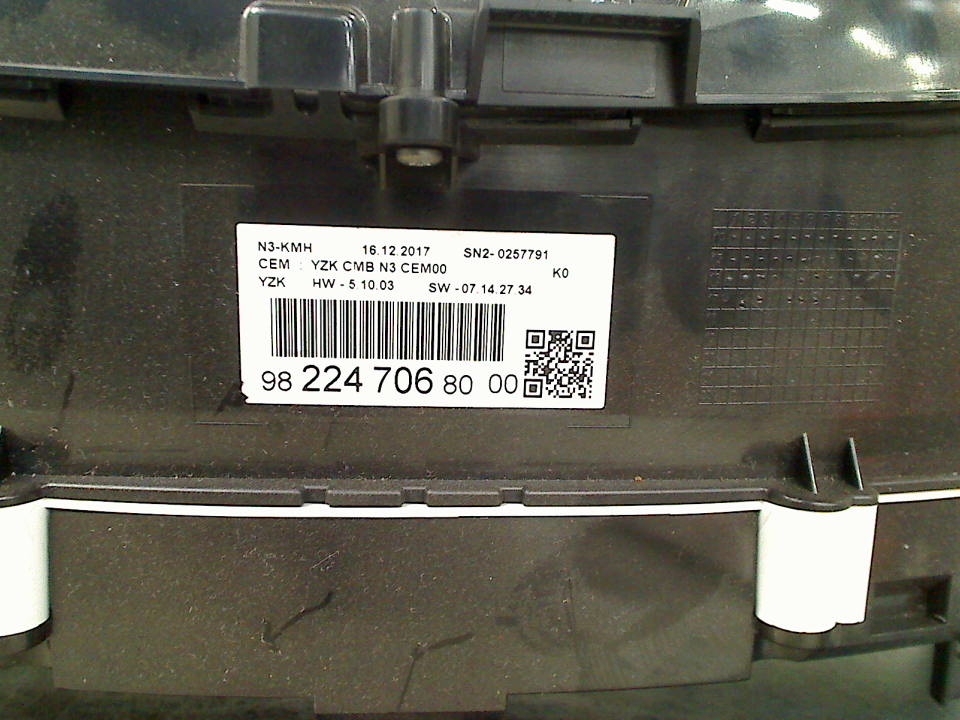 N3-KMH 16.12.2017 SN2- 0257791
CEM : YZK CMB N3 CEM00 K0
YZK HW - 5 10.03 SW - 07.14.27 34
98 224 706 80 00